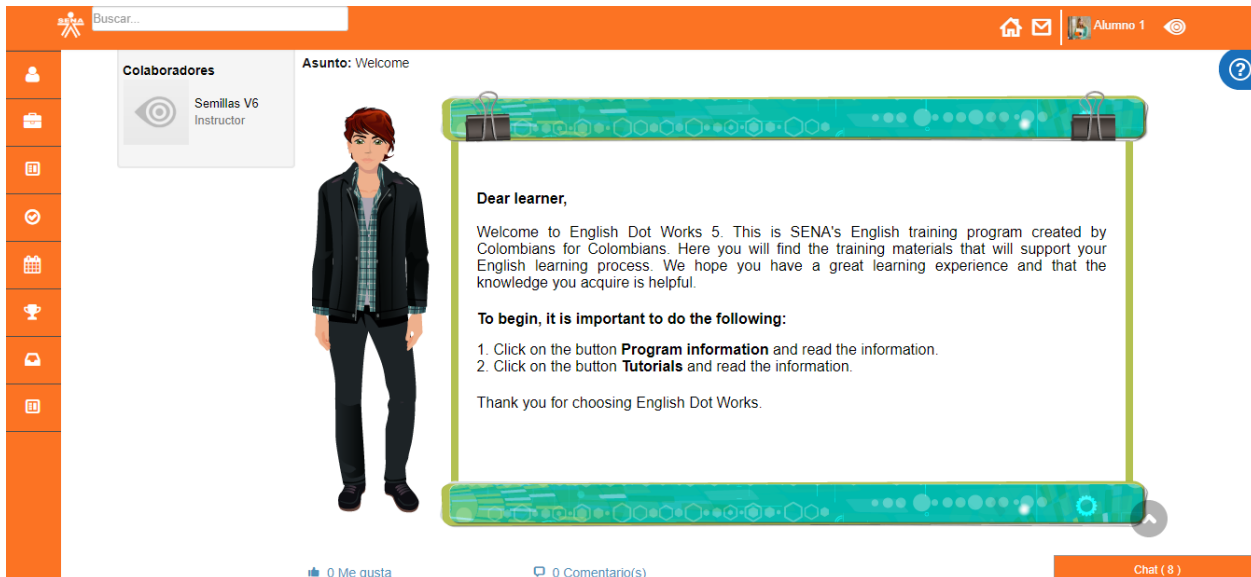 SENA
Buscar...
Alumno 1
Colaboradores
Semillas V6
Instructor
Asunto: Welcome
Dear learner,
Welcome to English Dot Works 5. This is SENA's English training program created by
Colombians for Colombians. Here you will find the training materials that will support your
English learning process. We hope you have a great learning experience and that the
knowledge you acquire is helpful.
To begin, it is important to do the following:
1. Click on the button Program information and read the information.
2. Click on the button Tutorials and read the information.
Thank you for choosing English Dot Works.
0 Me gusta
0 Comentario(s)
Chat ( 8 )